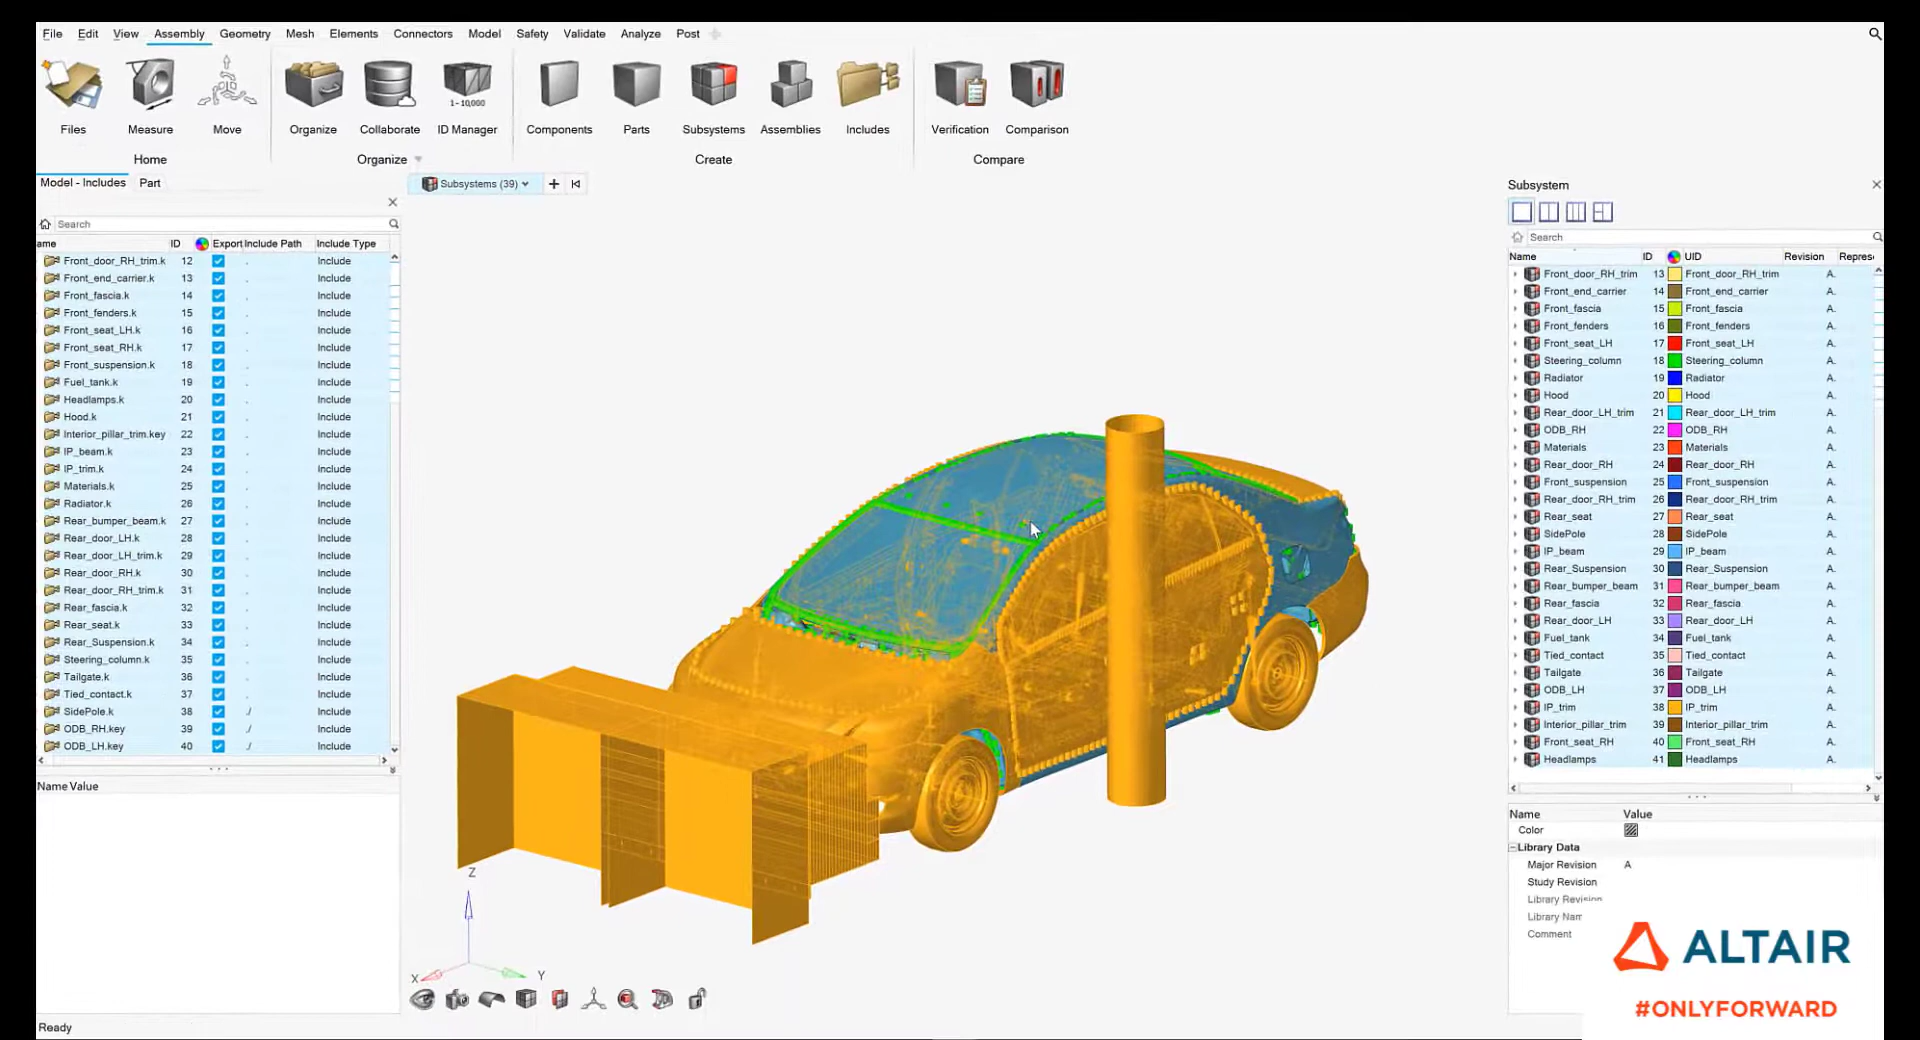 File Edit View Assembly Geometry Mesh Elements Connectors Model Safety Validate Analyze Post
1-10,000
Files Measure Move Organize Collaborate ID Manager Components Parts Subsystems Assemblies Includes Verification Comparison
Home Organize Create Compare
Model - Includes Part
Search
ame ID Export Include Path Include Type
Front_door_RH_trim.k 12 . Include
Front_end_carrier.k 13 . Include
Front_fascia.k 14 . Include
Front_fenders.k 15 . Include
Front_seat_LH.k 16 . Include
Front_seat_RH.k 17 . Include
Front_suspension.k 18 . Include
Fuel_tank.k 19 . Include
Headlamps.k 20 . Include
Hood.k 21 . Include
Interior_pillar_trim.key 22 . Include
IP_beam.k 23 . Include
IP_trim.k 24 . Include
Materials.k 25 . Include
Radiator.k 26 . Include
Rear_bumper_beam.k 27 . Include
Rear_door_LH.k 28 . Include
Rear_door_LH_trim.k 29 . Include
Rear_door_RH.k 30 . Include
Rear_door_RH_trim.k 31 . Include
Rear_fascia.k 32 . Include
Rear_seat.k 33 . Include
Rear_Suspension.k 34 . Include
Steering_column.k 35 . Include
Tailgate.k 36 . Include
Tied_contact.k 37 . Include
SidePole.k 38 ./ Include
ODB_RH.key 39 ./ Include
ODB_LH.key 40 ./ Include
Name Value
Ready
Subsystems (39)
Z
X
Y
Subsystem
Search
Name ID UID Revision Repres
Front_door_RH_trim 13 Front_door_RH_trim A.
Front_end_carrier 14 Front_end_carrier A.
Front_fascia 15 Front_fascia A.
Front_fenders 16 Front_fenders A.
Front_seat_LH 17 Front_seat_LH A.
Steering_column 18 Steering_column A.
Radiator 19 Radiator A.
Hood 20 Hood A.
Rear_door_LH_trim 21 Rear_door_LH_trim A.
ODB_RH 22 ODB_RH A.
Materials 23 Materials A.
Rear_door_RH 24 Rear_door_RH A.
Front_suspension 25 Front_suspension A.
Rear_door_RH_trim 26 Rear_door_RH_trim A.
Rear_seat 27 Rear_seat A.
SidePole 28 SidePole A.
IP_beam 29 IP_beam A.
Rear_Suspension 30 Rear_Suspension A.
Rear_bumper_beam 31 Rear_bumper_beam A.
Rear_fascia 32 Rear_fascia A.
Rear_door_LH 33 Rear_door_LH A.
Fuel_tank 34 Fuel_tank A.
Tied_contact 35 Tied_contact A.
Tailgate 36 Tailgate A.
ODB_LH 37 ODB_LH A.
IP_trim 38 IP_trim A.
Interior_pillar_trim 39 Interior_pillar_trim A.
Front_seat_RH 40 Front_seat_RH A.
Headlamps 41 Headlamps A.
Name Value
Color
Library Data
Major Revision A
Study Revision
Library Revision
Library Nam
Comment
ALTAIR
#ONLYFORWARD